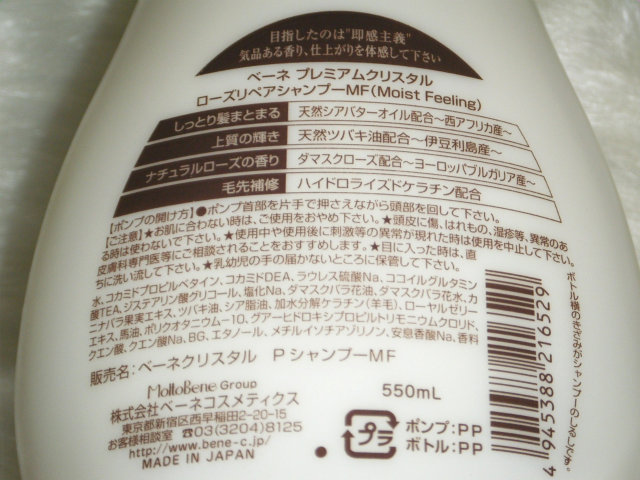 目指したのは"即感主義"
気品ある香り、仕上がりを体感して下さい
ベーネ プレミアムクリスタル
ローズリペアシャンプーMF(Moist Feeling)
しっとり髪まとまる 天然シアバターオイル配合〜西アフリカ産〜
上質の輝き 天然ツバキ油配合〜伊豆利島産〜
ナチュラルローズの香り ダマスクローズ配合〜ヨーロッパブルガリア産〜
毛先補修 ハイドロライズドケラチン配合
【ポンプの開け方】●ポンプ首部を片手で押さえながら頭部を回して下さい。
【ご注意】★お肌に合わない時は、ご使用をおやめ下さい。★頭皮に傷、はれもの、湿疹等、異常のあ
る時は使わないで下さい。★使用中や使用後に刺激等の異常が現れた時は使用を中止して下さい。
皮膚科専門医等にご相談されることをおすすめします。★目に入った時は、直
ちに洗い流して下さい。★乳幼児の手の届かないところに保管して下さい。
水、コカミドプロピルベタイン、コカミドDEA、ラウレス硫酸Na、ココイルグルタミン
酸TEA、ジステアリン酸グリコール、塩化Na、ダマスクバラ花油、ダマスクバラ花水、カ
ニナバラ果実エキス、ツバキ油、シア脂油、加水分解ケラチン(羊毛)、ローヤルゼリー
エキス、馬油、ポリクオタニウム-10、グアーヒドロキシプロピルトリモニウムクロリド、
クエン酸、クエン酸Na、BG、エタノール、メチルイソチアゾリノン、安息香酸Na、香料
販売名:ベーネクリスタル PシャンプーMF
MoltoBene Group
株式会社ベーネコスメティクス
東京都新宿区西早稲田2-20-15
お客様相談室 ☎03(3204)8125
http://www.bene-c.jp/
MADE IN JAPAN
550mL
プラ
ポンプ:PP
ボトル:PP
4 945388 216529
ボトル横のきざみがシャンプーのしるしです。